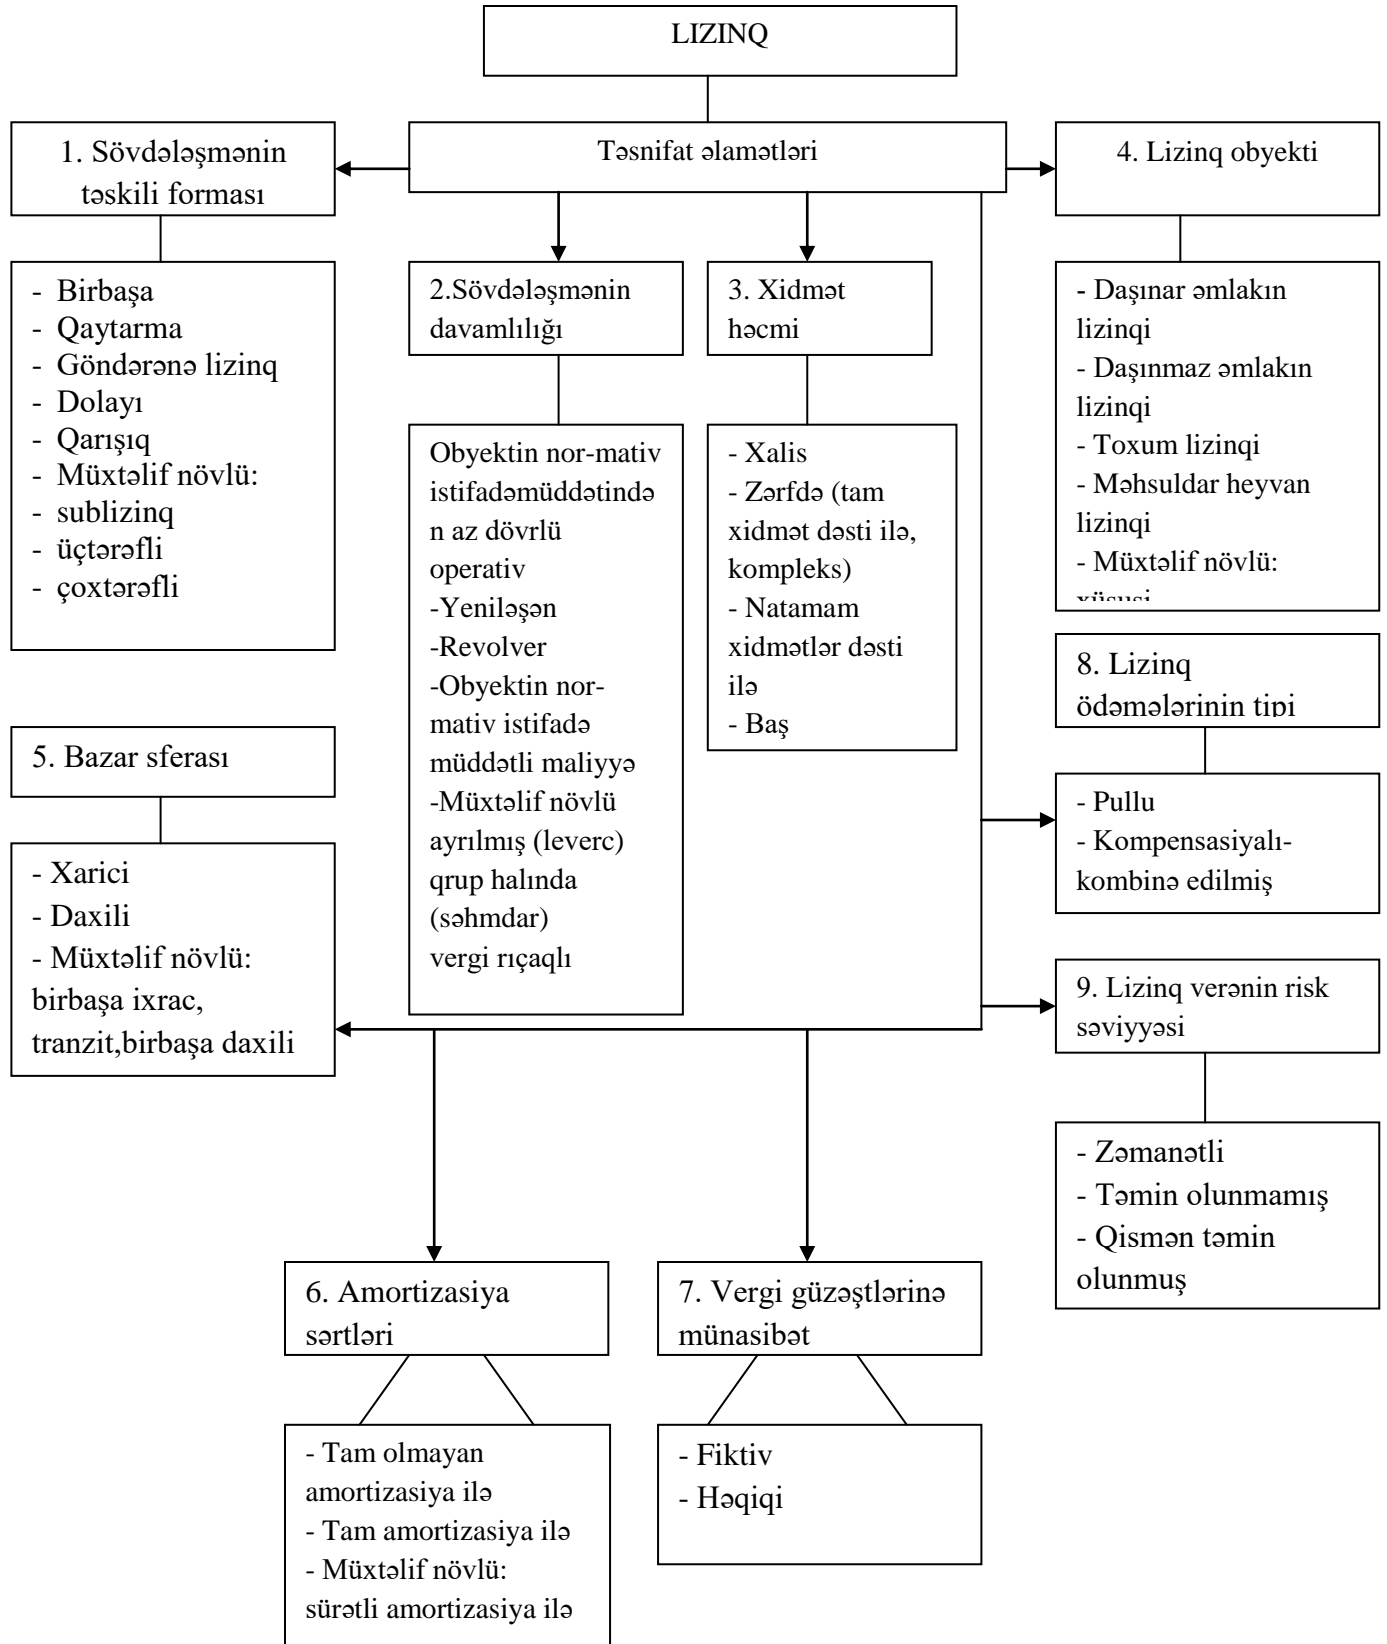 LIZINQ
Təsnifat əlamətləri
1. Sövdələşmənin
təskili forması
- Birbaşa
- Qaytarma
- Göndərənə lizinq
- Dolayı
- Qarışıq
- Müxtəlif növlü:
- sublizinq
- üçtərəfli
- çoxtərəfli
2.Sövdələşmənin
davamlılığı
Obyektin nor-mativ
istifadəmüddətində
n az dövrlü
operativ
-Yeniləşən
-Revolver
-Obyektin nor-
mativ istifadə
müddətli maliyyə
-Müxtəlif növlü
ayrılmış (leverc)
qrup halında
(səhmdar)
vergi rıçaqlı
3. Xidmət
həcmi
- Xalis
- Zərfdə (tam
xidmət dəsti ilə,
kompleks)
- Natamam
xidmətlər dəsti
ilə
- Baş
4. Lizinq obyekti
- Daşınar əmlakın
lizinqi
- Daşınmaz əmlakın
lizinqi
- Toxum lizinqi
- Məhsuldar heyvan
lizinqi
- Müxtəlif növlü:
xüsusi
5. Bazar sferası
- Xarici
- Daxili
- Müxtəlif növlü:
birbaşa ixrac,
tranzit,birbaşa daxili
6. Amortizasiya
sərtləri
- Tam olmayan
amortizasiya ilə
- Tam amortizasiya ilə
- Müxtəlif növlü:
sürətli amortizasiya ilə
7. Vergi güzəştlərinə
münasibət
- Fiktiv
- Həqiqi
8. Lizinq
ödəmələrinin tipi
- Pullu
- Kompensasiyalı-
kombinə edilmiş
9. Lizinq verənin risk
səviyyəsi
- Zəmanətli
- Təmin olunmamış
- Qismən təmin
olunmuş